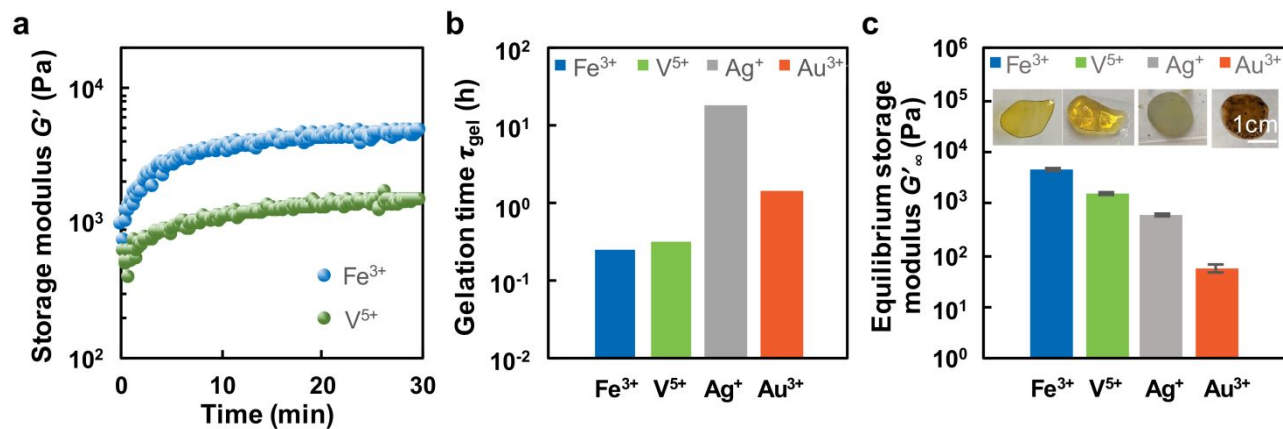 a
Storage modulus G′ (Pa)
10⁴
10³
10²
Fe³⁺
V⁵⁺
0
10
20
30
Time (min)
b
Gelation time τgel (h)
10²
10¹
10⁰
10⁻¹
10⁻²
Fe³⁺ V⁵⁺ Ag⁺ Au³⁺
Fe³⁺ V⁵⁺ Ag⁺ Au³⁺
c
Equilibrium storage
modulus G′∞ (Pa)
10⁶
10⁵
10⁴
10³
10²
10¹
10⁰
Fe³⁺ V⁵⁺ Ag⁺ Au³⁺
1cm
Fe³⁺ V⁵⁺ Ag⁺ Au³⁺